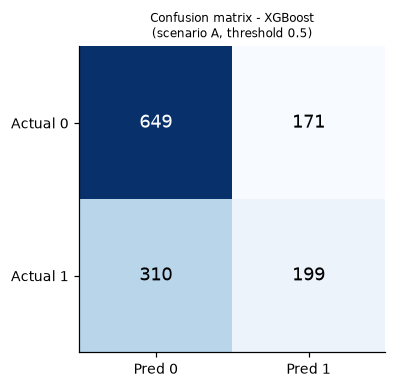 Confusion matrix - XGBoost
(scenario A, threshold 0.5)
Actual 0
649
171
Actual 1
310
199
Pred 0
Pred 1